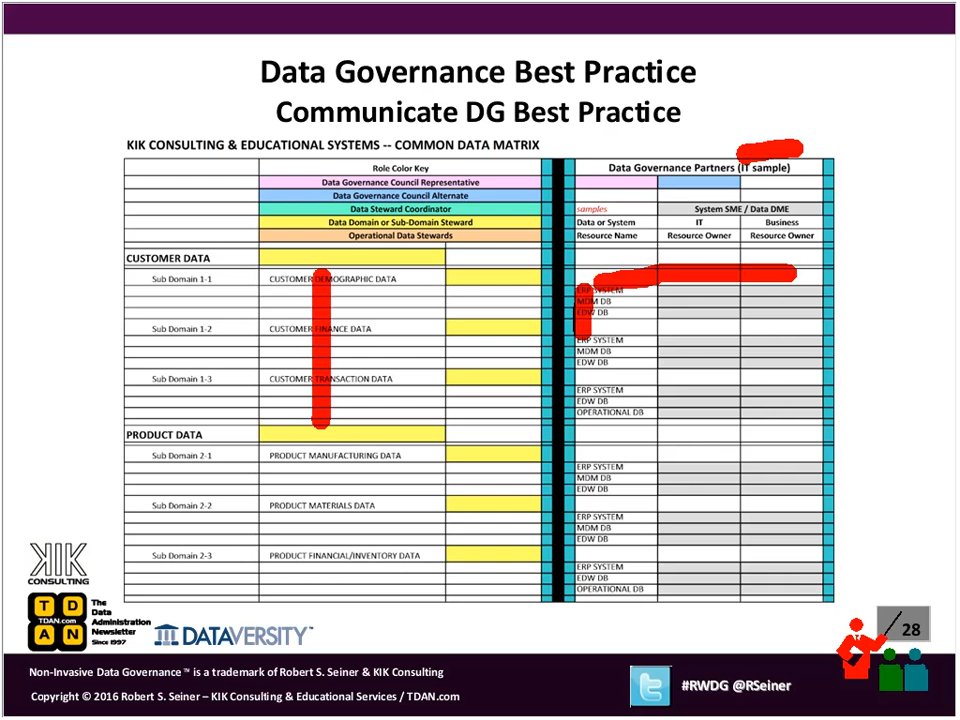 Data Governance Best Practice
Communicate DG Best Practice
KIK CONSULTING & EDUCATIONAL SYSTEMS -- COMMON DATA MATRIX
Role Color Key
Data Governance Partners (IT sample)
Data Governance Council Representative
Data Governance Council Alternate
Data Steward Coordinator
samples
System SME / Data DME
Data Domain or Sub-Domain Steward
Data or System
IT
Business
Operational Data Stewards
Resource Name
Resource Owner
Resource Owner
CUSTOMER DATA
Sub Domain 1-1
CUSTOMER DEMOGRAPHIC DATA
ERP SYSTEM
MDM DB
EDW DB
Sub Domain 1-2
CUSTOMER FINANCE DATA
ERP SYSTEM
MDM DB
EDW DB
Sub Domain 1-3
CUSTOMER TRANSACTION DATA
ERP SYSTEM
EDW DB
OPERATIONAL DB
PRODUCT DATA
Sub Domain 2-1
PRODUCT MANUFACTURING DATA
ERP SYSTEM
MDM DB
EDW DB
Sub Domain 2-2
PRODUCT MATERIALS DATA
ERP SYSTEM
MDM DB
EDW DB
Sub Domain 2-3
PRODUCT FINANCIAL/INVENTORY DATA
ERP SYSTEM
EDW DB
OPERATIONAL DB
KIK
CONSULTING
T D
TDAN.com
A N
The
Data
Administration
Newsletter
Since 1997
DATAVERSITY™
28
Non-Invasive Data Governance™ is a trademark of Robert S. Seiner & KIK Consulting
Copyright © 2016 Robert S. Seiner – KIK Consulting & Educational Services / TDAN.com
#RWDG @RSeiner